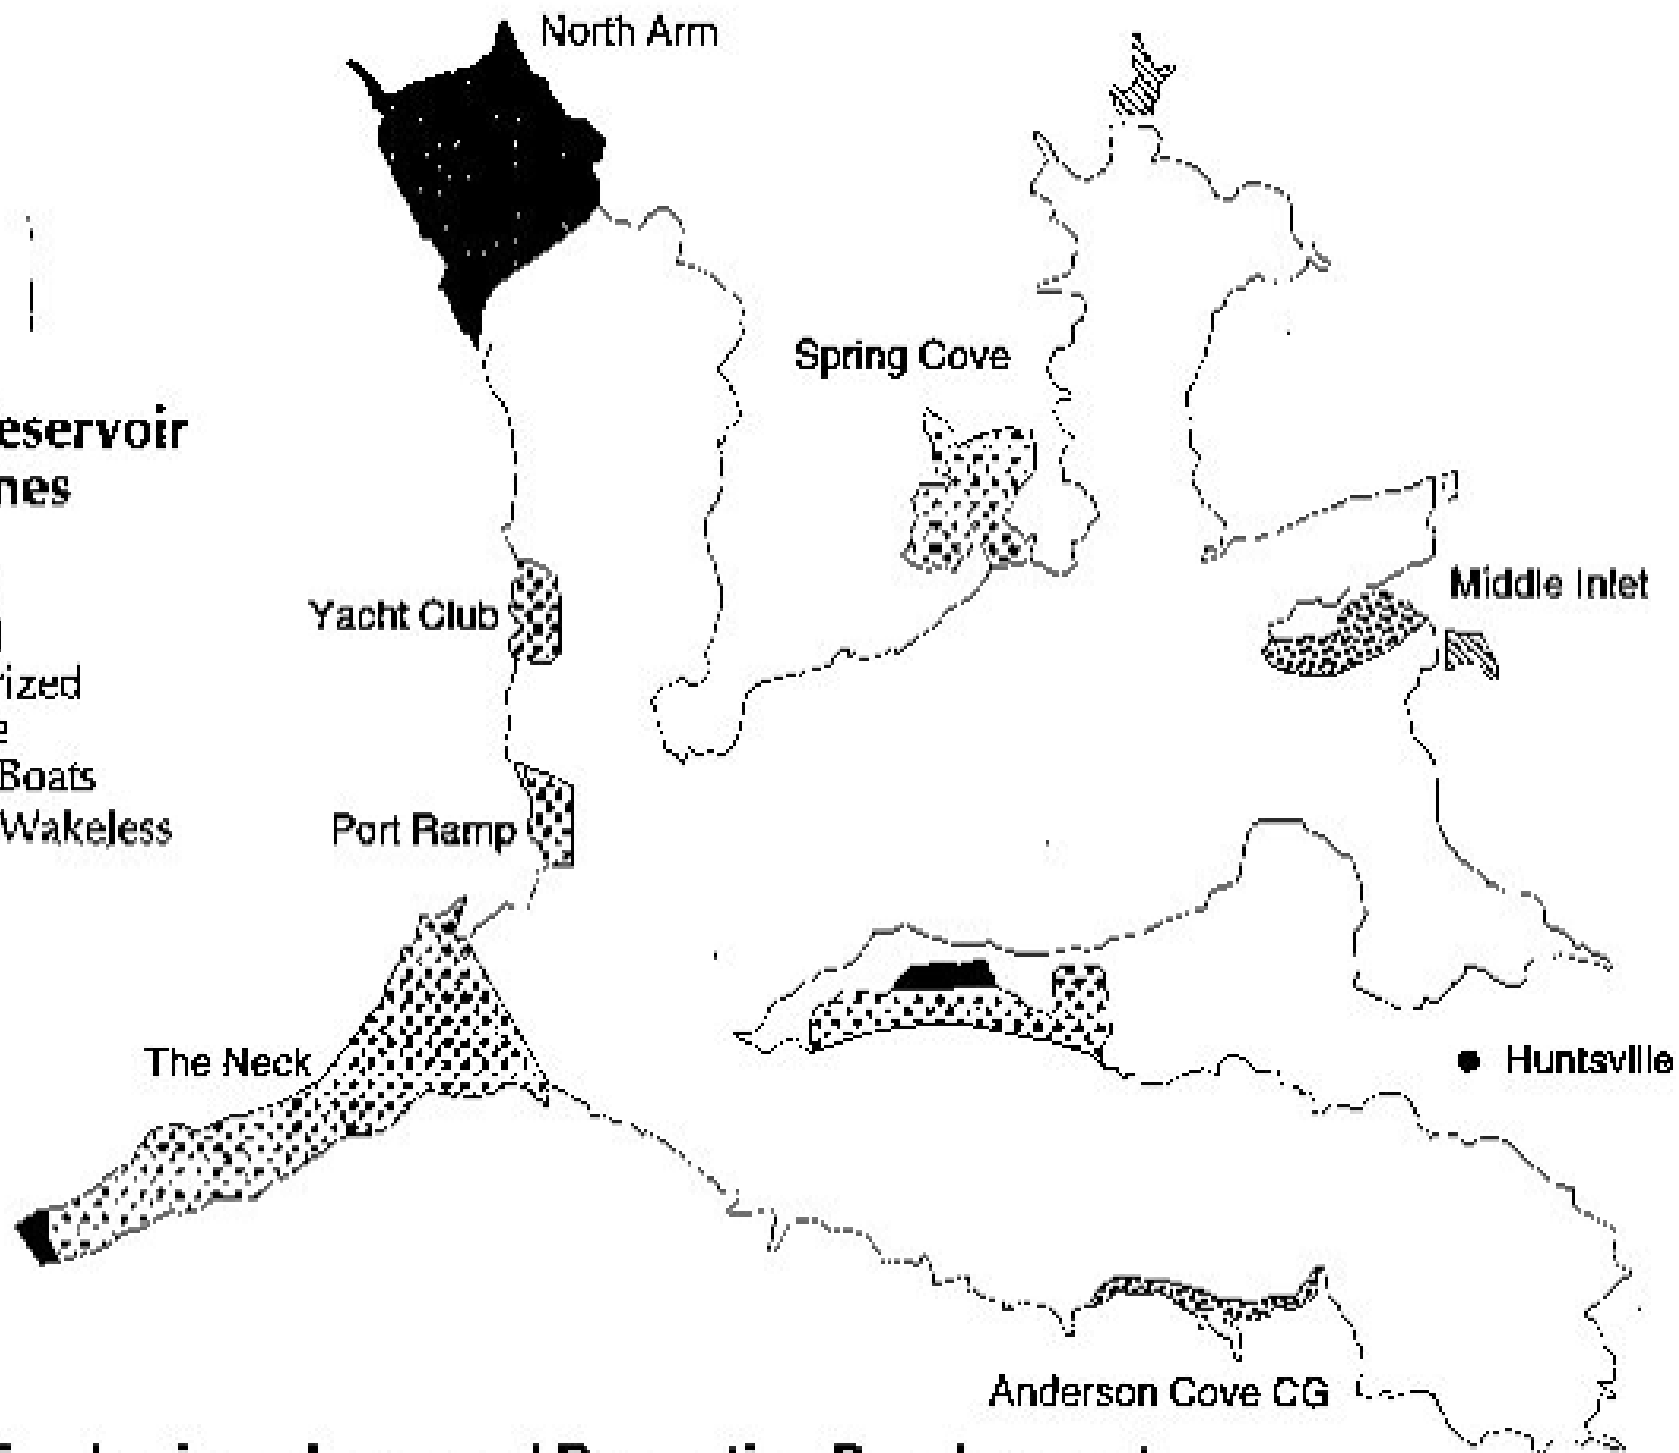 North Arm
Spring Cove
eservoir
nes
Middle Inlet
Yacht Club
rized
e
Boats
Wakeless
Port Ramp
The Neck
Huntsville
Anderson Cove CG